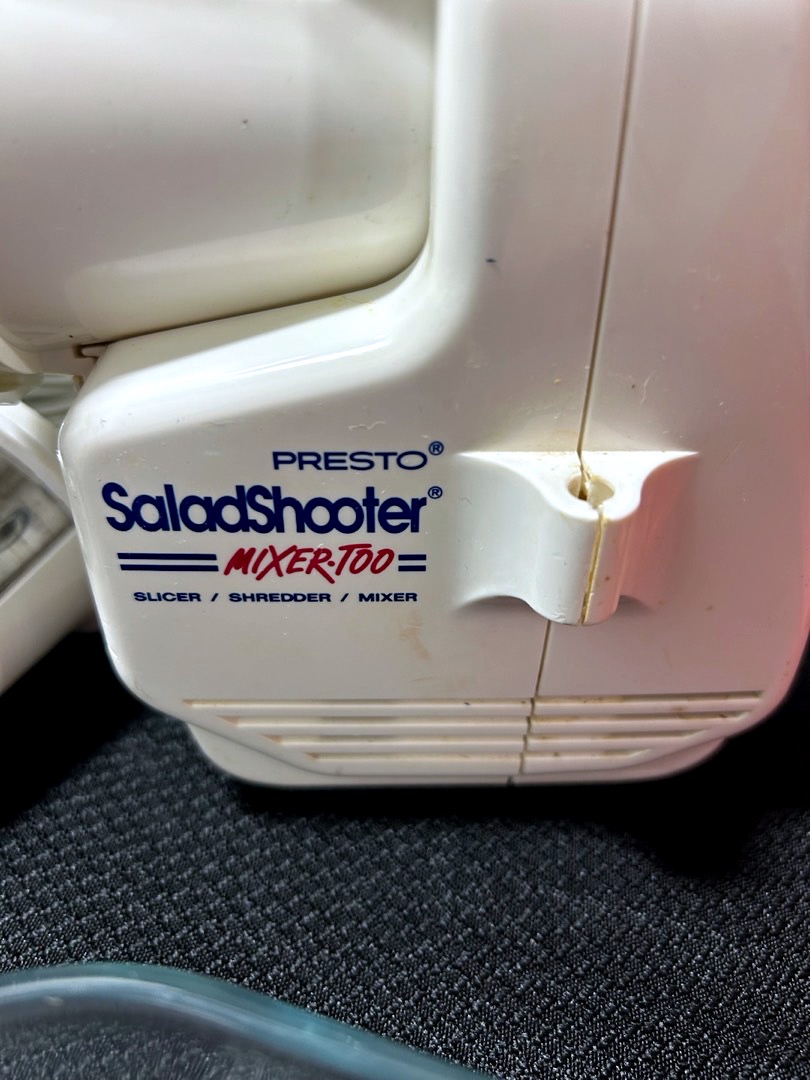 PRESTO®
SaladShooter®
MIXER·TOO
SLICER / SHREDDER / MIXER